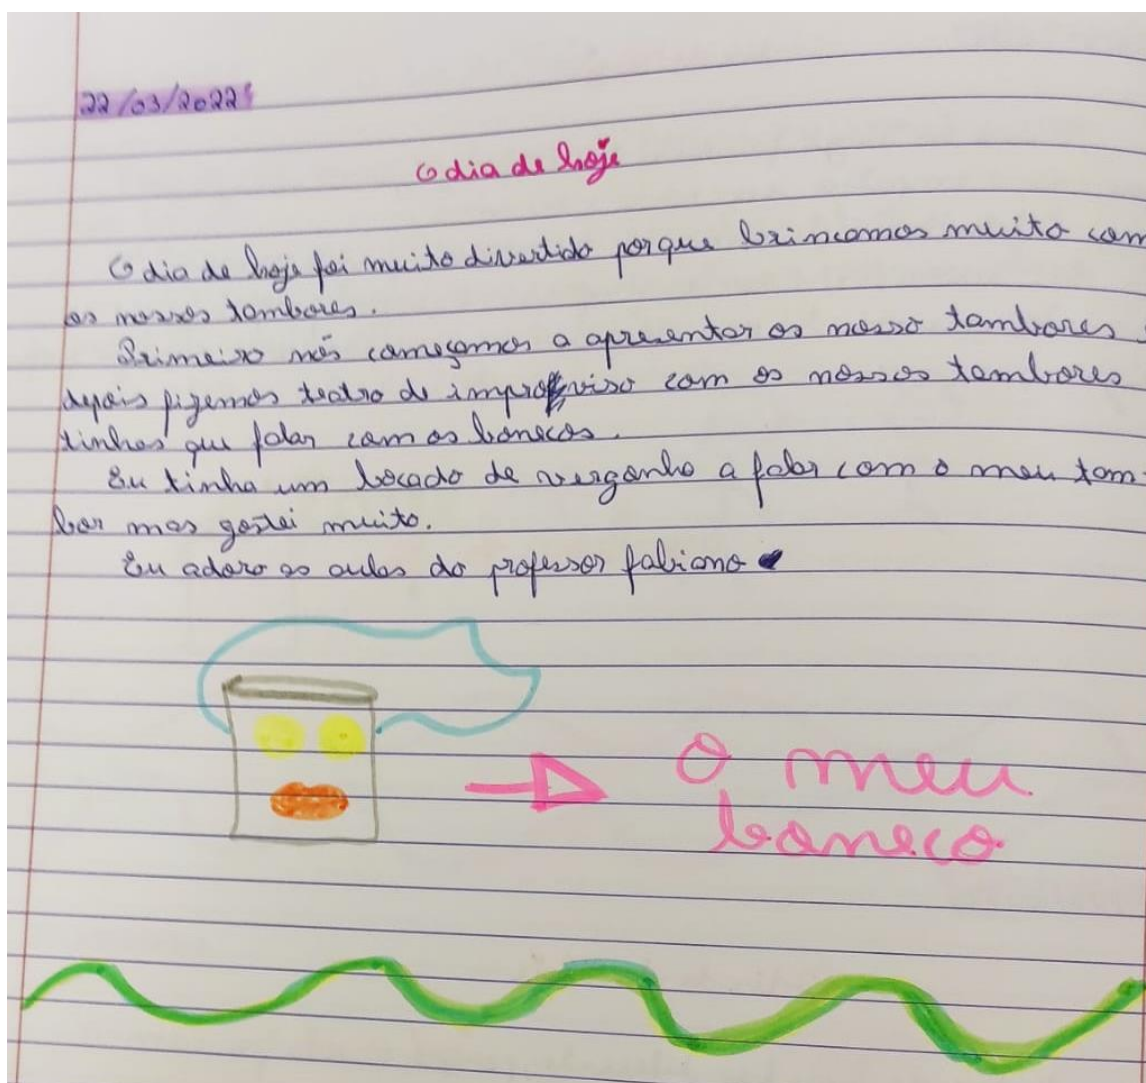 22/03/2022
O dia de hoje
O dia de hoje foi muito divertido porque brincamos muito com
os nossos tambores.
Primeiro nós começamos a apresentar os nosso tambores.
depois fizemos teatro de improviso com os nossos tambores
tinhas que falar com os bonecos.
Eu tinha um bocado de verganha a falar com o meu tam-
bor mas gostei muito.
Eu adoro as aulas do professor fabiano
O meu
boneco